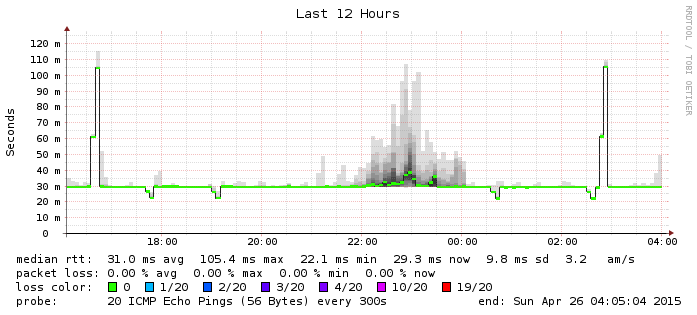 Last 12 Hours
RRDTOOL / TOBI OETIKER
Seconds
120 m
110 m
100 m
90 m
80 m
70 m
60 m
50 m
40 m
30 m
20 m
10 m
0
18:00 20:00 22:00 00:00 02:00 04:00
median rtt: 31.0 ms avg 105.4 ms max 22.1 ms min 29.3 ms now 9.8 ms sd 3.2 am/s
packet loss: 0.00 % avg 0.00 % max 0.00 % min 0.00 % now
loss color: 0 1/20 2/20 3/20 4/20 10/20 19/20
probe: 20 ICMP Echo Pings (56 Bytes) every 300s end: Sun Apr 26 04:05:04 2015